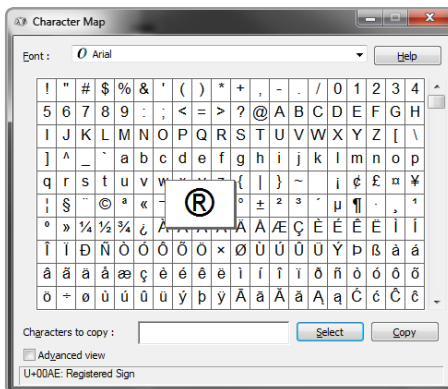 Character Map
Font : O Arial Help
! " # $ % & ' ( ) * + , - . / 0 1 2 3 4
5 6 7 8 9 : ; < = > ? @ A B C D E F G H
I J K L M N O P Q R S T U V W X Y Z [ \
] ^ _ ` a b c d e f g h i j k l m n o p
q r s t u v w x y z { | } ~ ¡ ¢ £ ¤ ¥
¦ § ¨ © ª « ¬ ® ° ± ² ³ ´ µ ¶ · ¸ ¹
º » ¼ ½ ¾ ¿ À Ä Å Æ Ç È É Ê Ë Ì Í
Î Ï Ð Ñ Ò Ó Ô Õ Ö × Ø Ù Ú Û Ü Ý Þ ß à á
â ã ä å æ ç è é ê ë ì í î ï ð ñ ò ó ô õ
ö ÷ ø ù ú û ü ý þ ÿ Ā ā Ă ă Ą ą Ć ć Ĉ ĉ
Characters to copy : Select Copy
Advanced view
U+00AE: Registered Sign